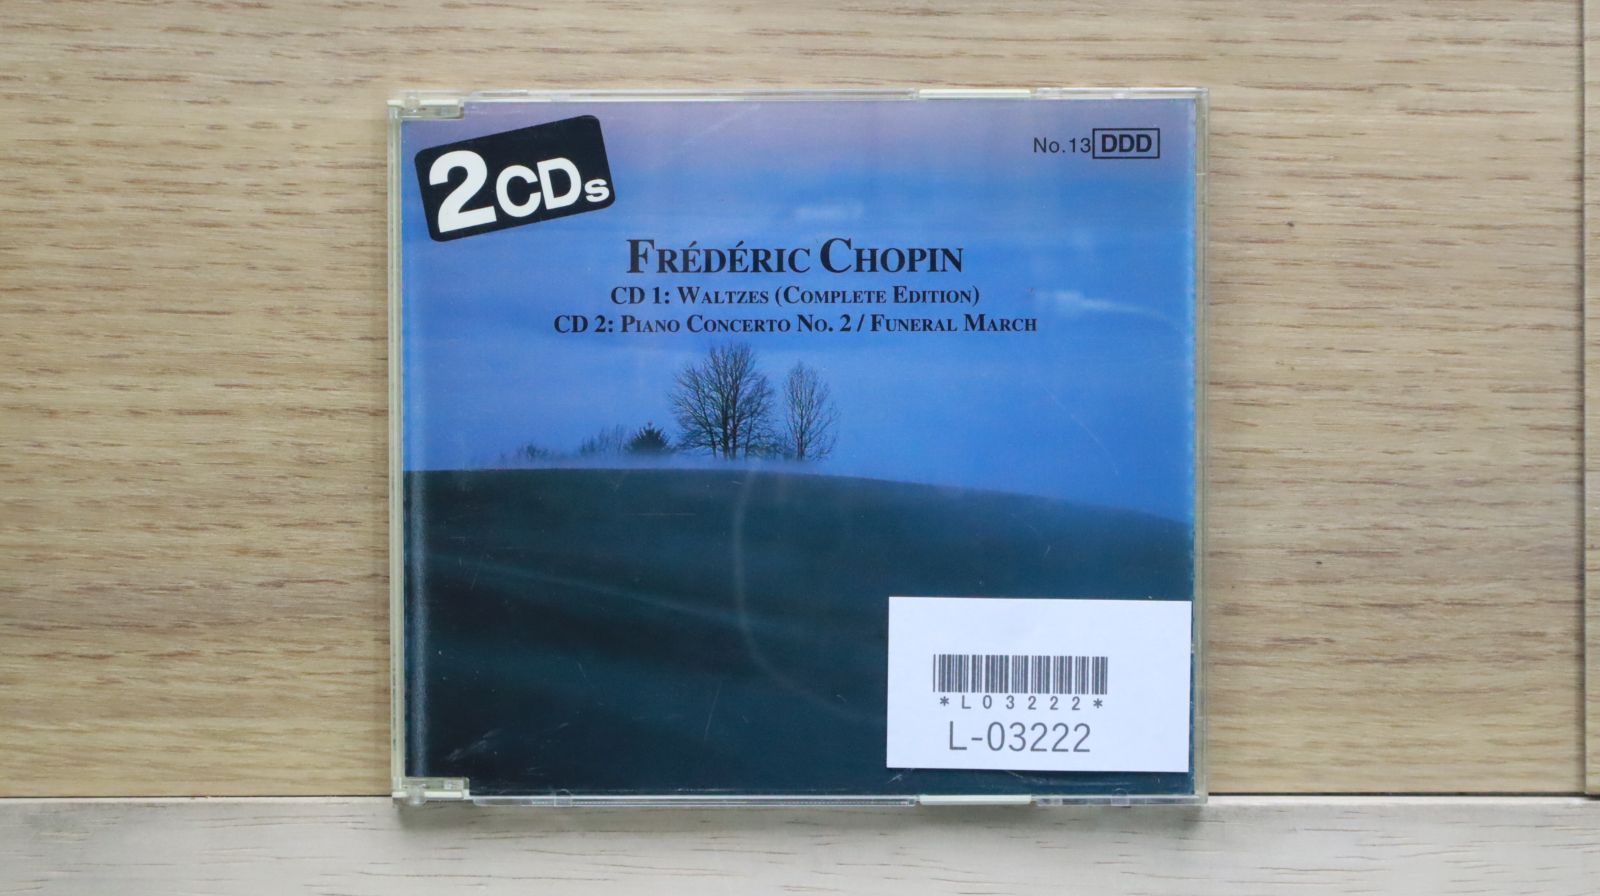 2CDs
No.13 DDD
FRÉDÉRIC CHOPIN
CD 1: WALTZES (COMPLETE EDITION)
CD 2: PIANO CONCERTO NO. 2 / FUNERAL MARCH
*L03222*
L-03222